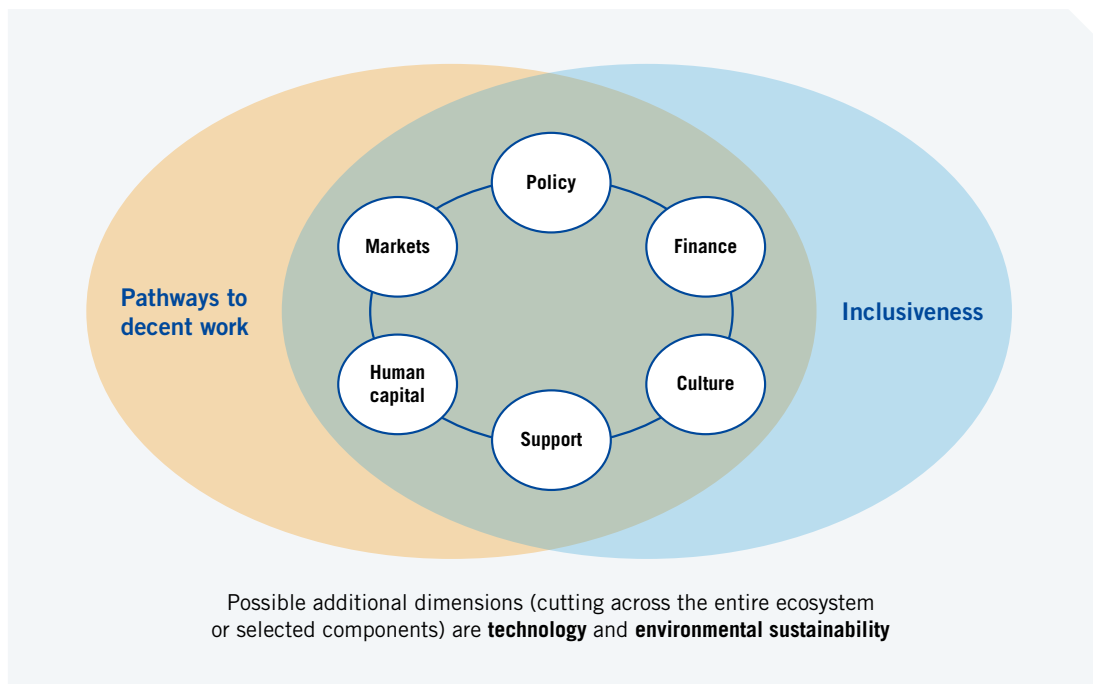 Policy
Markets
Finance
Pathways to
decent work
Inclusiveness
Human
capital
Culture
Support
Possible additional dimensions (cutting across the entire ecosystem
or selected components) are technology and environmental sustainability